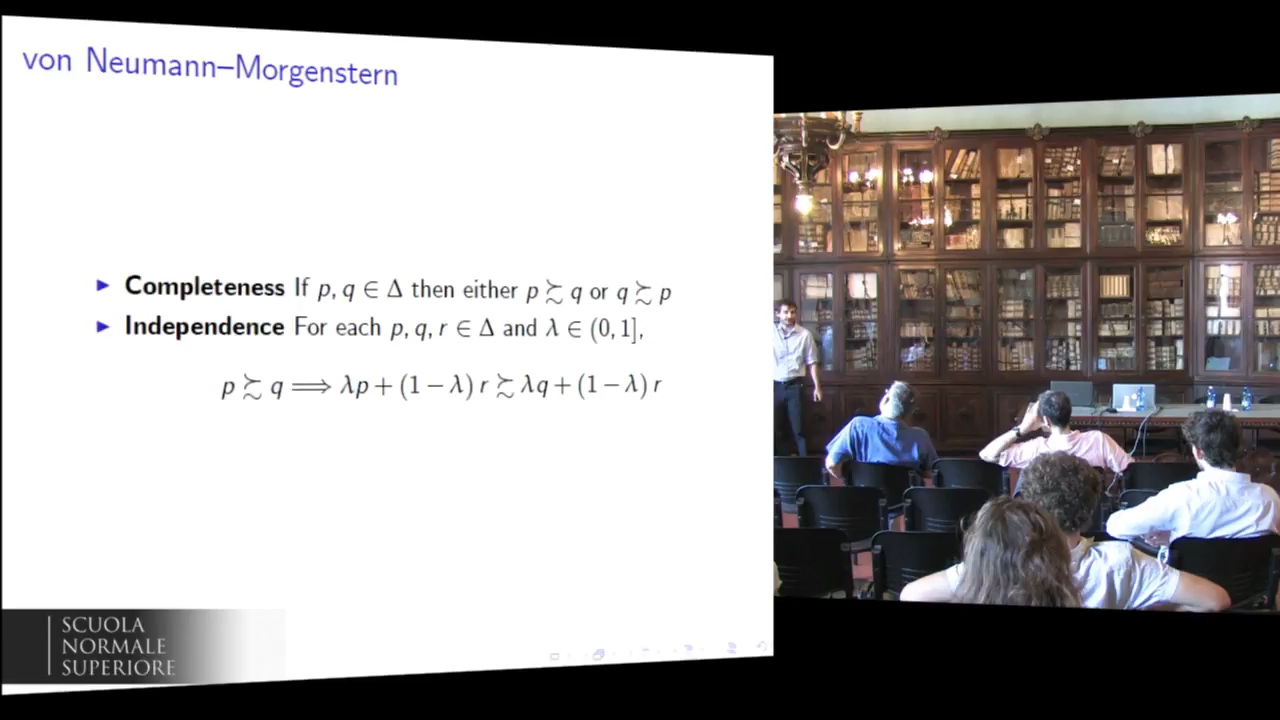 von Neumann–Morgenstern
▶ Completeness If p, q ∈ Δ then either p ≿ q or q ≿ p
▶ Independence For each p, q, r ∈ Δ and λ ∈ (0, 1],
p ≿ q ⟹ λp + (1 − λ) r ≿ λq + (1 − λ) r
SCUOLA
NORMALE
SUPERIORE